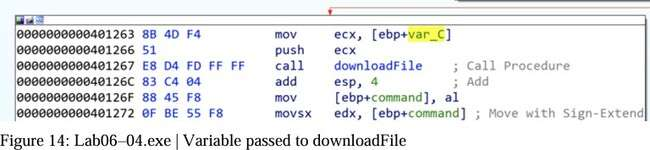 0000000000401263 8B 4D F4 mov ecx, [ebp+var_C]
0000000000401266 51 push ecx
0000000000401267 E8 D4 FD FF FF call downloadFile ; Call Procedure
000000000040126C 83 C4 04 add esp, 4 ; Add
000000000040126F 88 45 F8 mov [ebp+command], al
0000000000401272 0F BE 55 F8 movsx edx, [ebp+command] ; Move with Sign-Extend
Figure 14: Lab06–04.exe | Variable passed to downloadFile